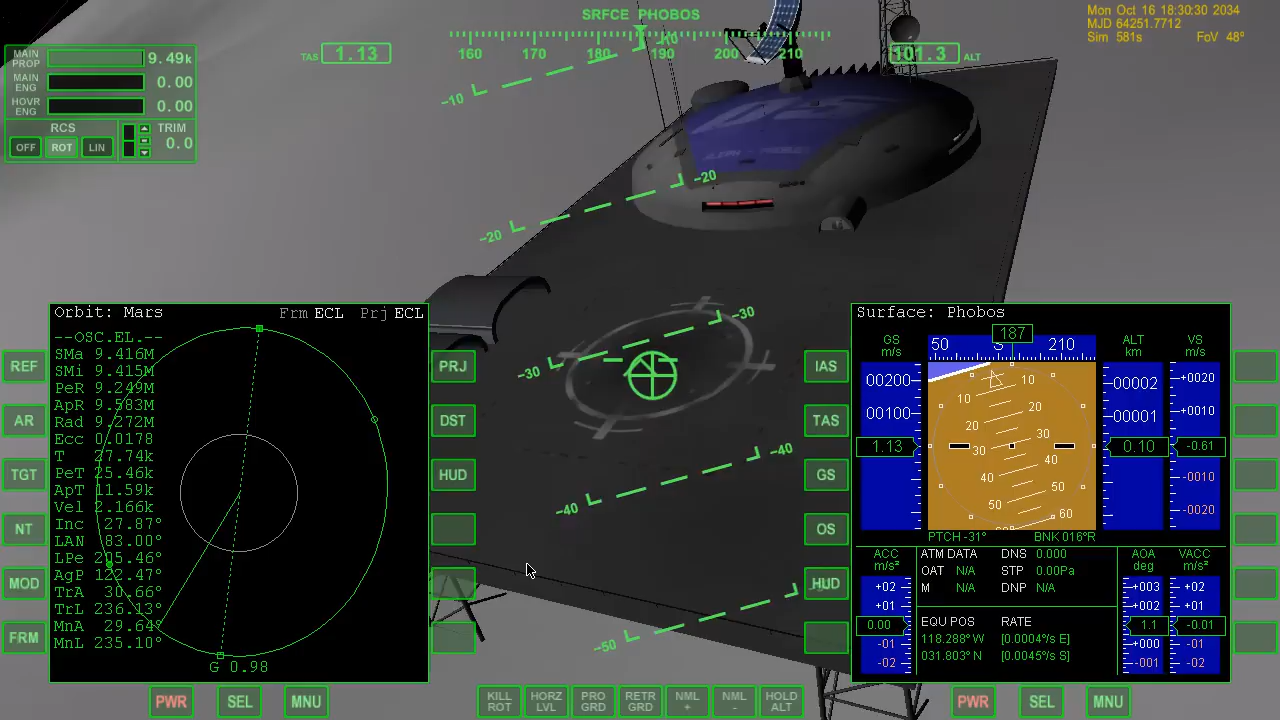 SRFCE PHOBOS
Mon Oct 16 18:30:30 2034
MJD 64251.7712
Sim 581s
FoV 48°
MAIN PROP 9.49k
MAIN ENG 0.00
HOVR ENG 0.00
RCS
TRIM
OFF ROT LIN 0.0
TAS 1.13
160 170 180 190 200 210
101.3 ALT
-10
-20 -20
-30 -30
-40 -40
-50
Orbit: Mars Frm ECL Prj ECL
--OSC.EL.--
SMa 9.416M
SMi 9.415M
PeR 9.249M
ApR 9.583M
Rad 9.272M
Ecc 0.0178
T 27.74k
PeT 25.46k
ApT 11.59k
Vel 2.166k
Inc 27.87°
LAN 83.00°
LPe 205.46°
AgP 122.47°
TrA 30.66°
TrL 236.13°
MnA 29.64°
MnL 235.10°
G 0.98
REF
AR
TGT
NT
MOD
FRM
PRJ
DST
HUD
PWR SEL MNU
KILL ROT
HORZ LVL
PRO GRD
RETR GRD
NML +
NML -
HOLD ALT
IAS
TAS
GS
OS
HUD
Surface: Phobos
GS m/s
187
50 S 210
ALT km
VS m/s
00200
00100
1.13
10 10
20 20
30 30
40 40
50 50
60
00002
00001
0.10
+0020
+0010
-0.61
-0010
-0020
PTCH -31° BNK 016°R
ACC m/s²
+02
+01
0.00
-01
-02
ATM DATA DNS 0.000
OAT N/A STP 0.00Pa
M N/A DNP N/A
EQU POS RATE
118.288° W [0.0004°/s E]
031.803° N [0.0045°/s S]
AOA deg
+003
+002
1.1
+000
-001
VACC m/s²
+02
+01
-0.01
-01
-02
PWR SEL MNU